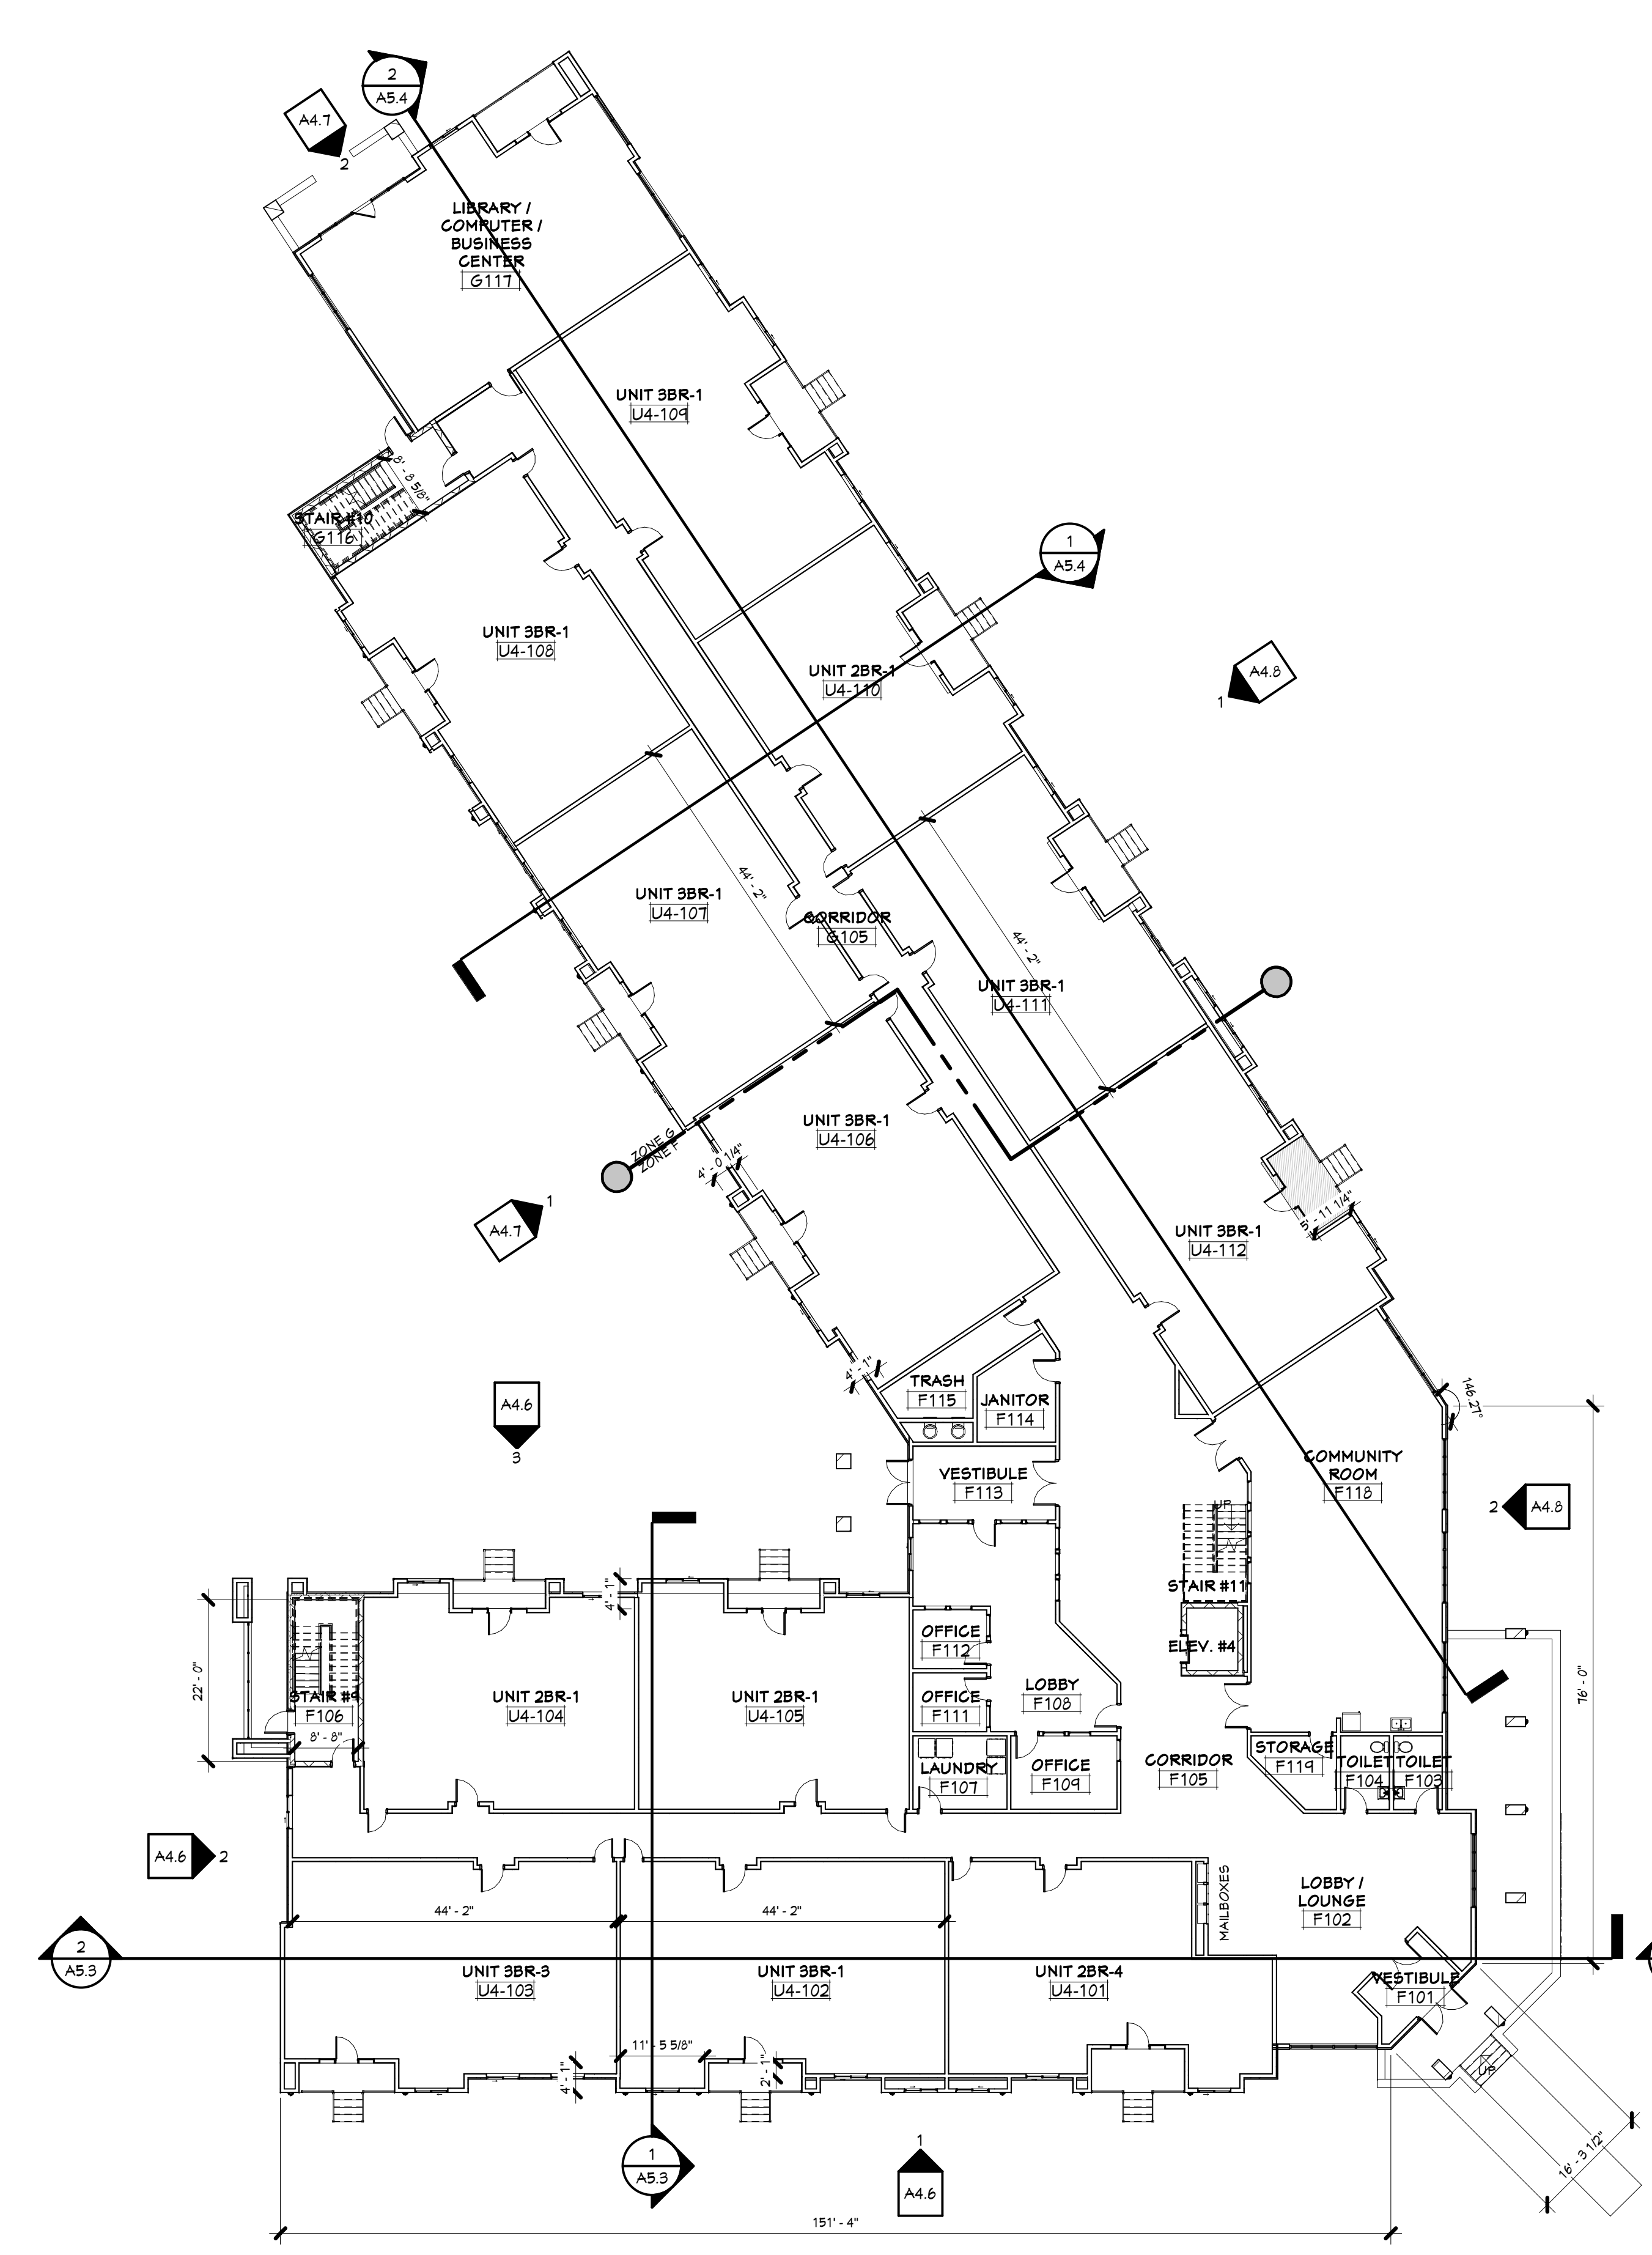 2
A5.4
A4.7
2
LIBRARY /
COMPUTER /
BUSINESS
CENTER
G117
UNIT 3BR-1
U4-109
8' - 8 5/8"
STAIR #10
G116
1
A5.4
UNIT 3BR-1
U4-108
UNIT 2BR-1
U4-110
A4.8
1
44' - 2"
UNIT 3BR-1
U4-107
CORRIDOR
G105
44' - 2"
UNIT 3BR-1
U4-111
UNIT 3BR-1
U4-106
ZONE G
ZONE F
4' - 0 1/4"
A4.7
1
5' - 11 1/4"
UNIT 3BR-1
U4-112
4' - 1"
TRASH
F115
JANITOR
F114
146.27°
A4.6
3
COMMUNITY
ROOM
F118
VESTIBULE
F113
2
A4.8
UP
4' - 1"
STAIR #11
OFFICE
F112
ELEV. #4
22' - 0"
STAIR #9
F106
UNIT 2BR-1
U4-104
UNIT 2BR-1
U4-105
OFFICE
F111
LOBBY
F108
76' - 0"
8' - 8"
LAUNDRY
F107
OFFICE
F109
CORRIDOR
F105
STORAGE
F119
TOILET
F104
TOILET
F103
A4.6
2
MAILBOXES
LOBBY /
LOUNGE
F102
44' - 2"
44' - 2"
2
A5.3
UNIT 3BR-3
U4-103
UNIT 3BR-1
U4-102
UNIT 2BR-4
U4-101
VESTIBULE
F101
11' - 5 5/8"
4' - 1"
2' - 1"
UP
1
A5.3
1
A4.6
16' - 3 1/2"
151' - 4"